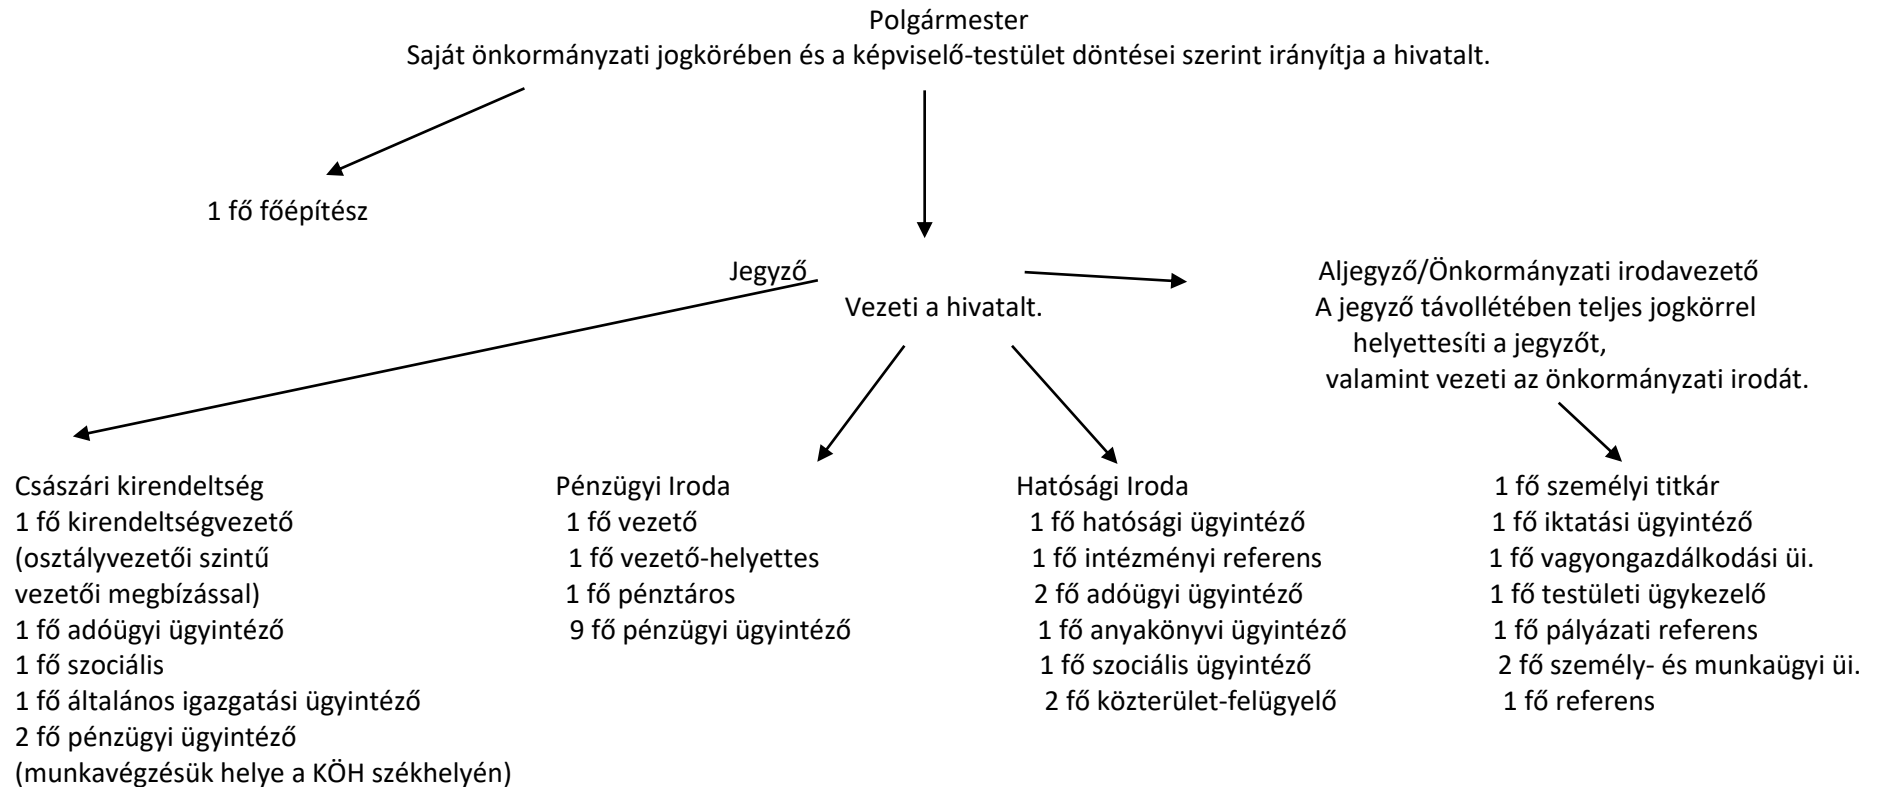 Polgármester
Saját önkormányzati jogkörében és a képviselő-testület döntései szerint irányítja a hivatalt.
1 fő főépítész
Jegyző
Vezeti a hivatalt.
Aljegyző/Önkormányzati irodavezető
A jegyző távollétében teljes jogkörrel
helyettesíti a jegyzőt,
valamint vezeti az önkormányzati irodát.
Császári kirendeltség
1 fő kirendeltségvezető
(osztályvezetői szintű
vezetői megbízással)
1 fő adóügyi ügyintéző
1 fő szociális
1 fő általános igazgatási ügyintéző
2 fő pénzügyi ügyintéző
(munkavégzésük helye a KÖH székhelyén)
Pénzügyi Iroda
1 fő vezető
1 fő vezető-helyettes
1 fő pénztáros
9 fő pénzügyi ügyintéző
Hatósági Iroda
1 fő hatósági ügyintéző
1 fő intézményi referens
2 fő adóügyi ügyintéző
1 fő anyakönyvi ügyintéző
1 fő szociális ügyintéző
2 fő közterület-felügyelő
1 fő személyi titkár
1 fő iktatási ügyintéző
1 fő vagyongazdálkodási üi.
1 fő testületi ügykezelő
1 fő pályázati referens
2 fő személy- és munkaügyi üi.
1 fő referens